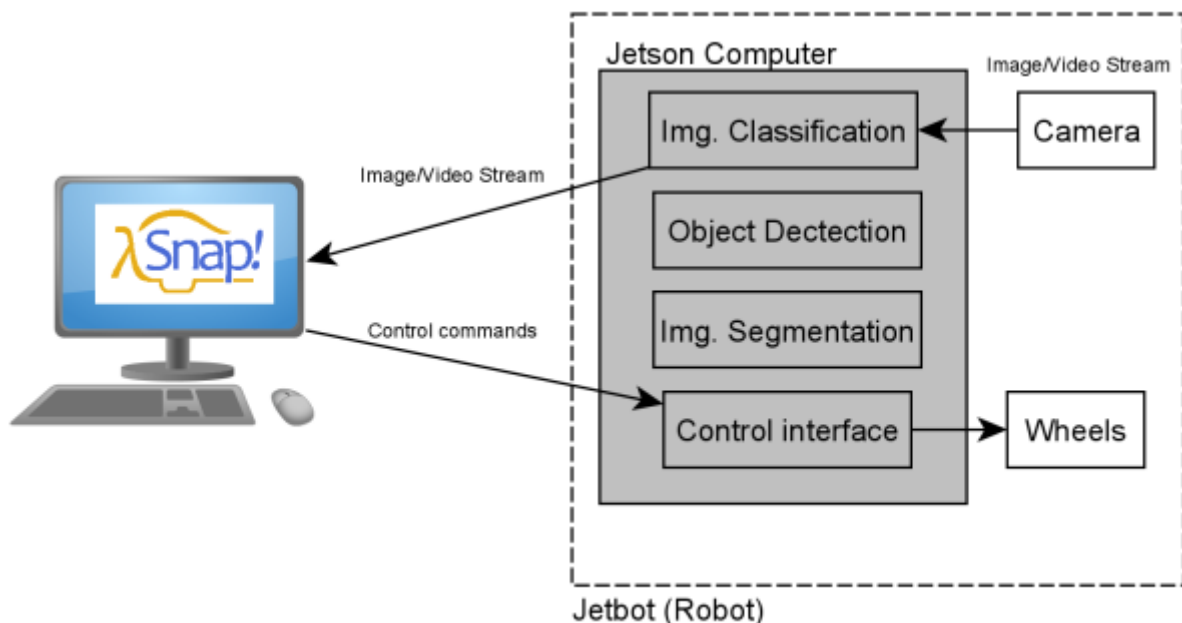 Jetson Computer
Image/Video Stream
Img. Classification
Camera
Image/Video Stream
Object Dectection
λSnap!
Img. Segmentation
Control commands
Control interface
Wheels
Jetbot (Robot)